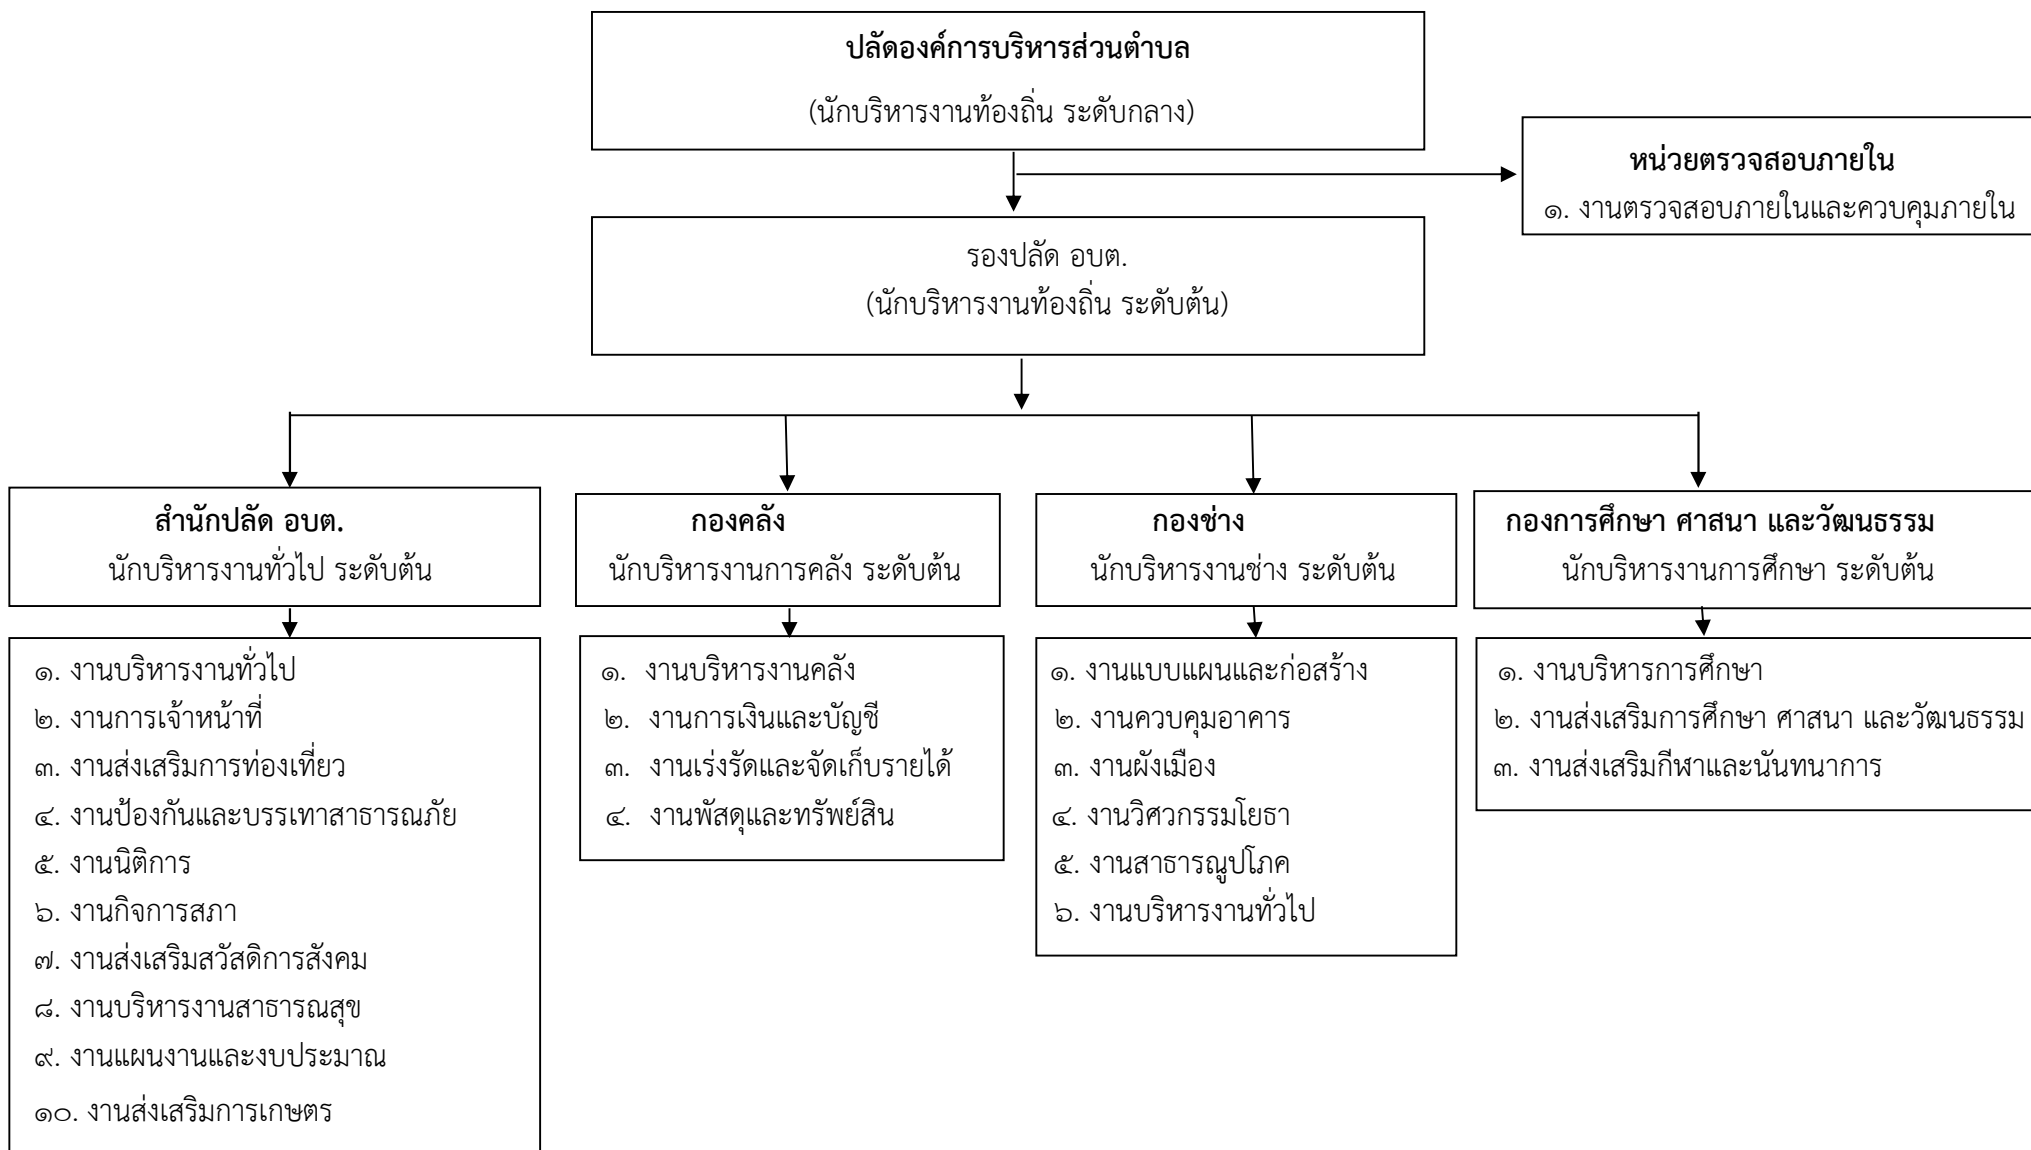 ปลัดองค์การบริหารส่วนตำบล
(นักบริหารงานท้องถิ่น ระดับกลาง)
หน่วยตรวจสอบภายใน
๑. งานตรวจสอบภายในและควบคุมภายใน
รองปลัด อบต.
(นักบริหารงานท้องถิ่น ระดับต้น)
สำนักปลัด อบต.
นักบริหารงานทั่วไป ระดับต้น
๑. งานบริหารงานทั่วไป
๒. งานการเจ้าหน้าที่
๓. งานส่งเสริมการท่องเที่ยว
๔. งานป้องกันและบรรเทาสาธารณภัย
๕. งานนิติการ
๖. งานกิจการสภา
๗. งานส่งเสริมสวัสดิการสังคม
๘. งานบริหารงานสาธารณสุข
๙. งานแผนงานและงบประมาณ
๑๐. งานส่งเสริมการเกษตร
กองคลัง
นักบริหารงานการคลัง ระดับต้น
๑. งานบริหารงานคลัง
๒. งานการเงินและบัญชี
๓. งานเร่งรัดและจัดเก็บรายได้
๔. งานพัสดุและทรัพย์สิน
กองช่าง
นักบริหารงานช่าง ระดับต้น
๑. งานแบบแผนและก่อสร้าง
๒. งานควบคุมอาคาร
๓. งานผังเมือง
๔. งานวิศวกรรมโยธา
๕. งานสาธารณูปโภค
๖. งานบริหารงานทั่วไป
กองการศึกษา ศาสนา และวัฒนธรรม
นักบริหารงานการศึกษา ระดับต้น
๑. งานบริหารการศึกษา
๒. งานส่งเสริมการศึกษา ศาสนา และวัฒนธรรม
๓. งานส่งเสริมกีฬาและนันทนาการ